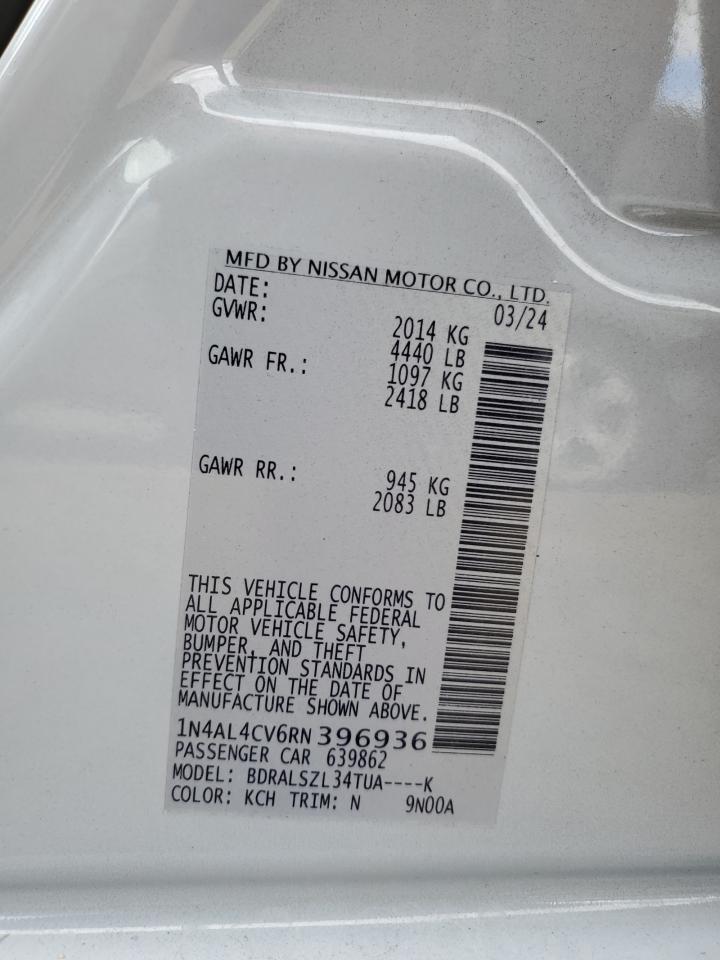 MFD BY NISSAN MOTOR CO., LTD.
DATE: 03/24
GVWR: 2014 KG
4440 LB
GAWR FR.: 1097 KG
2418 LB
GAWR RR.: 945 KG
2083 LB
THIS VEHICLE CONFORMS TO
ALL APPLICABLE FEDERAL
MOTOR VEHICLE SAFETY,
BUMPER, AND THEFT
PREVENTION STANDARDS IN
EFFECT ON THE DATE OF
MANUFACTURE SHOWN ABOVE.
1N4AL4CV6RN396936
PASSENGER CAR 639862
MODEL: BDRALSZL34TUA----K
COLOR: KCH TRIM: N 9N00A